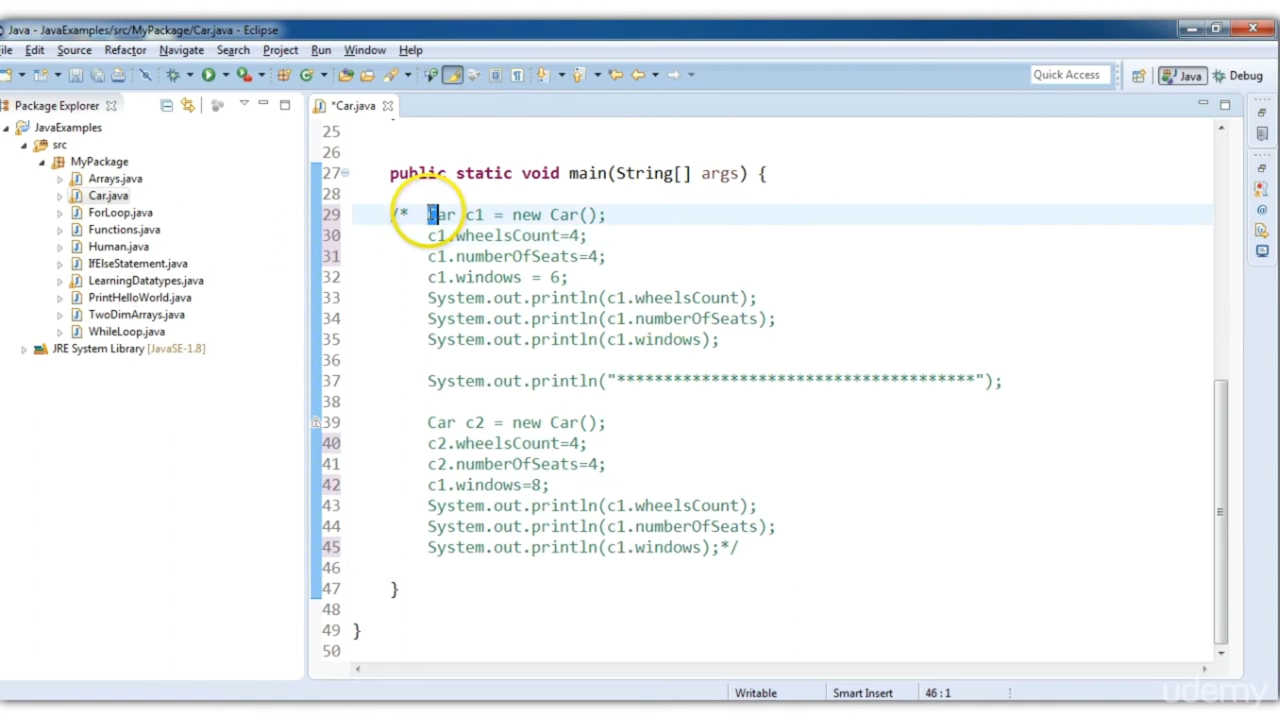 Java - JavaExamples/src/MyPackage/Car.java - Eclipse
ile Edit Source Refactor Navigate Search Project Run Window Help
Quick Access Java Debug
Package Explorer
*Car.java
JavaExamples
src
MyPackage
Arrays.java
Car.java
ForLoop.java
Functions.java
Human.java
IfElseStatement.java
LearningDatatypes.java
PrintHelloWorld.java
TwoDimArrays.java
WhileLoop.java
JRE System Library [JavaSE-1.8]
25
26
27 public static void main(String[] args) {
28
29 /* Car c1 = new Car();
30 c1.wheelsCount=4;
31 c1.numberOfSeats=4;
32 c1.windows = 6;
33 System.out.println(c1.wheelsCount);
34 System.out.println(c1.numberOfSeats);
35 System.out.println(c1.windows);
36
37 System.out.println("**************************************");
38
39 Car c2 = new Car();
40 c2.wheelsCount=4;
41 c2.numberOfSeats=4;
42 c1.windows=8;
43 System.out.println(c1.wheelsCount);
44 System.out.println(c1.numberOfSeats);
45 System.out.println(c1.windows);*/
46
47 }
48
49 }
50
Writable Smart Insert 46 : 1
udemy